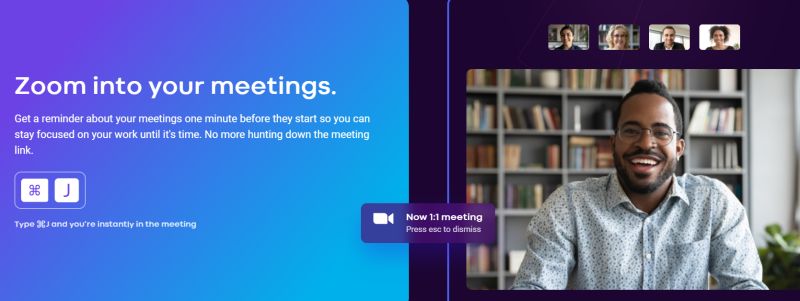 Zoom into your meetings.
Get a reminder about your meetings one minute before they start so you can
stay focused on your work until it's time. No more hunting down the meeting
link.
⌘ J
Type ⌘J and you're instantly in the meeting
Now 1:1 meeting
Press esc to dismiss